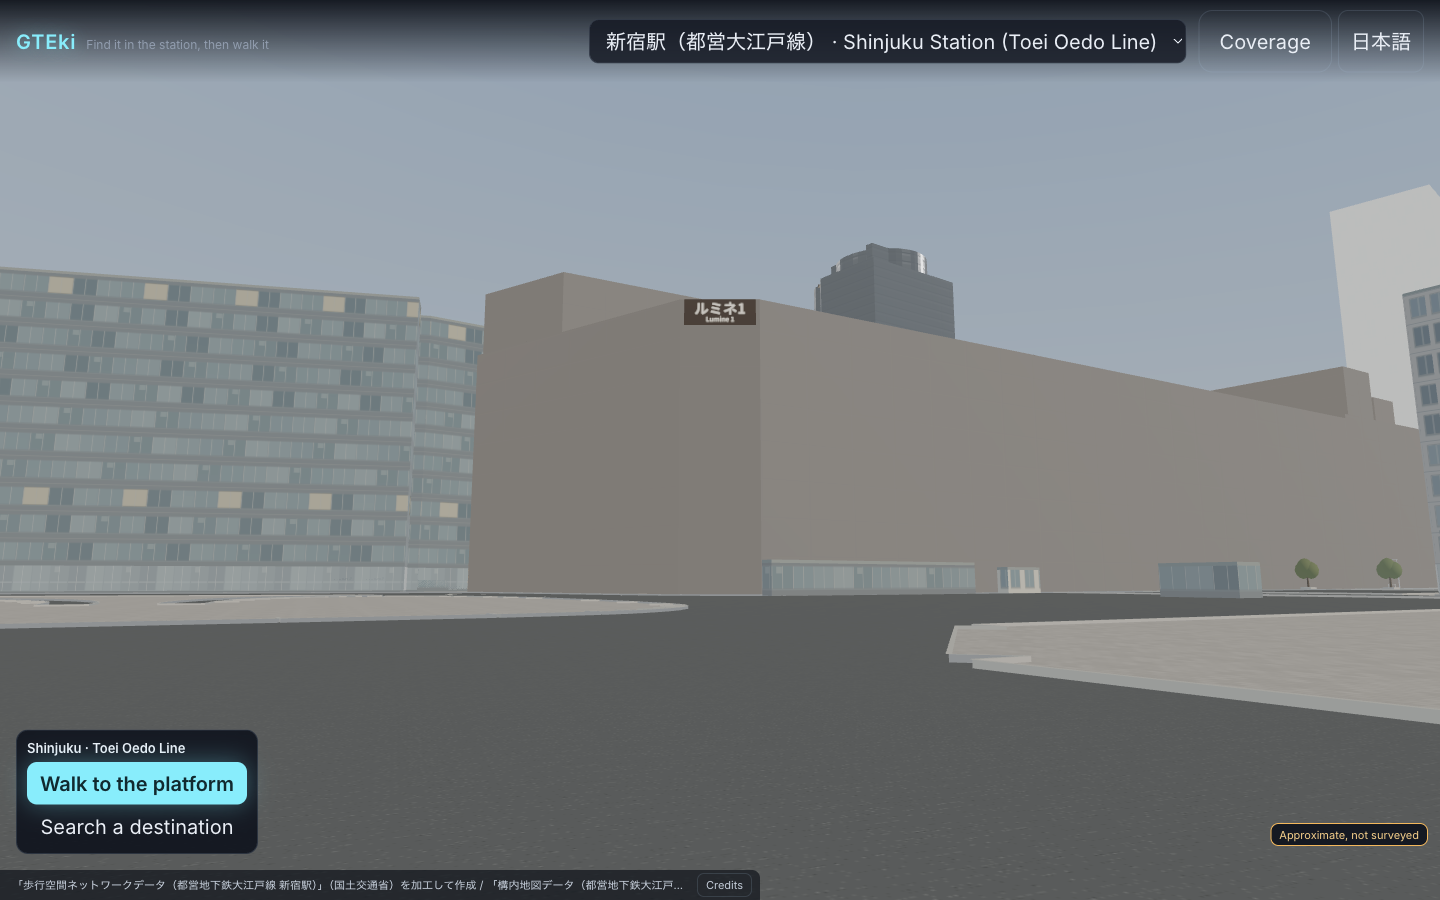 GTEki Find it in the station, then walk it
新宿駅（都営大江戸線） · Shinjuku Station (Toei Oedo Line)
Coverage
日本語
ルミネ1
Lumine 1
Shinjuku · Toei Oedo Line
Walk to the platform
Search a destination
Approximate, not surveyed
「歩行空間ネットワークデータ（都営地下鉄大江戸線 新宿駅）」（国土交通省）を加工して作成 / 「構内地図データ（都営地下鉄大江戸…
Credits